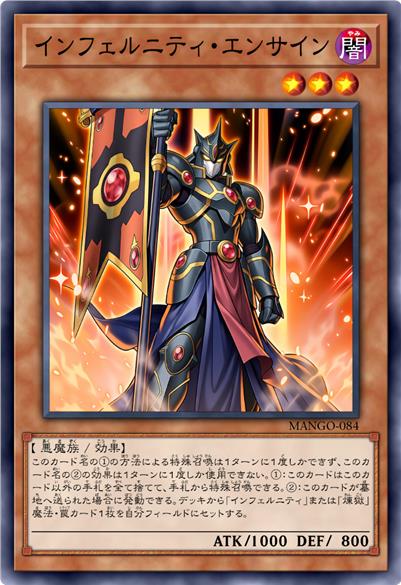 インフェルニティ・エンサイン
闇
やみ
MANGO-084
【悪魔族/効果】
このカード名の①の方法による特殊召喚は1ターンに1度しかできず、このカ
ード名の②の効果は1ターンに1度しか使用できない。①:このカードはこのカ
ード以外の手札を全て捨てて、手札から特殊召喚できる。②:このカードが墓
地へ送られた場合に発動できる。デッキから「インフェルニティ」または「煉獄」
魔法・罠カード1枚を自分フィールドにセットする。
ATK/1000 DEF/ 800